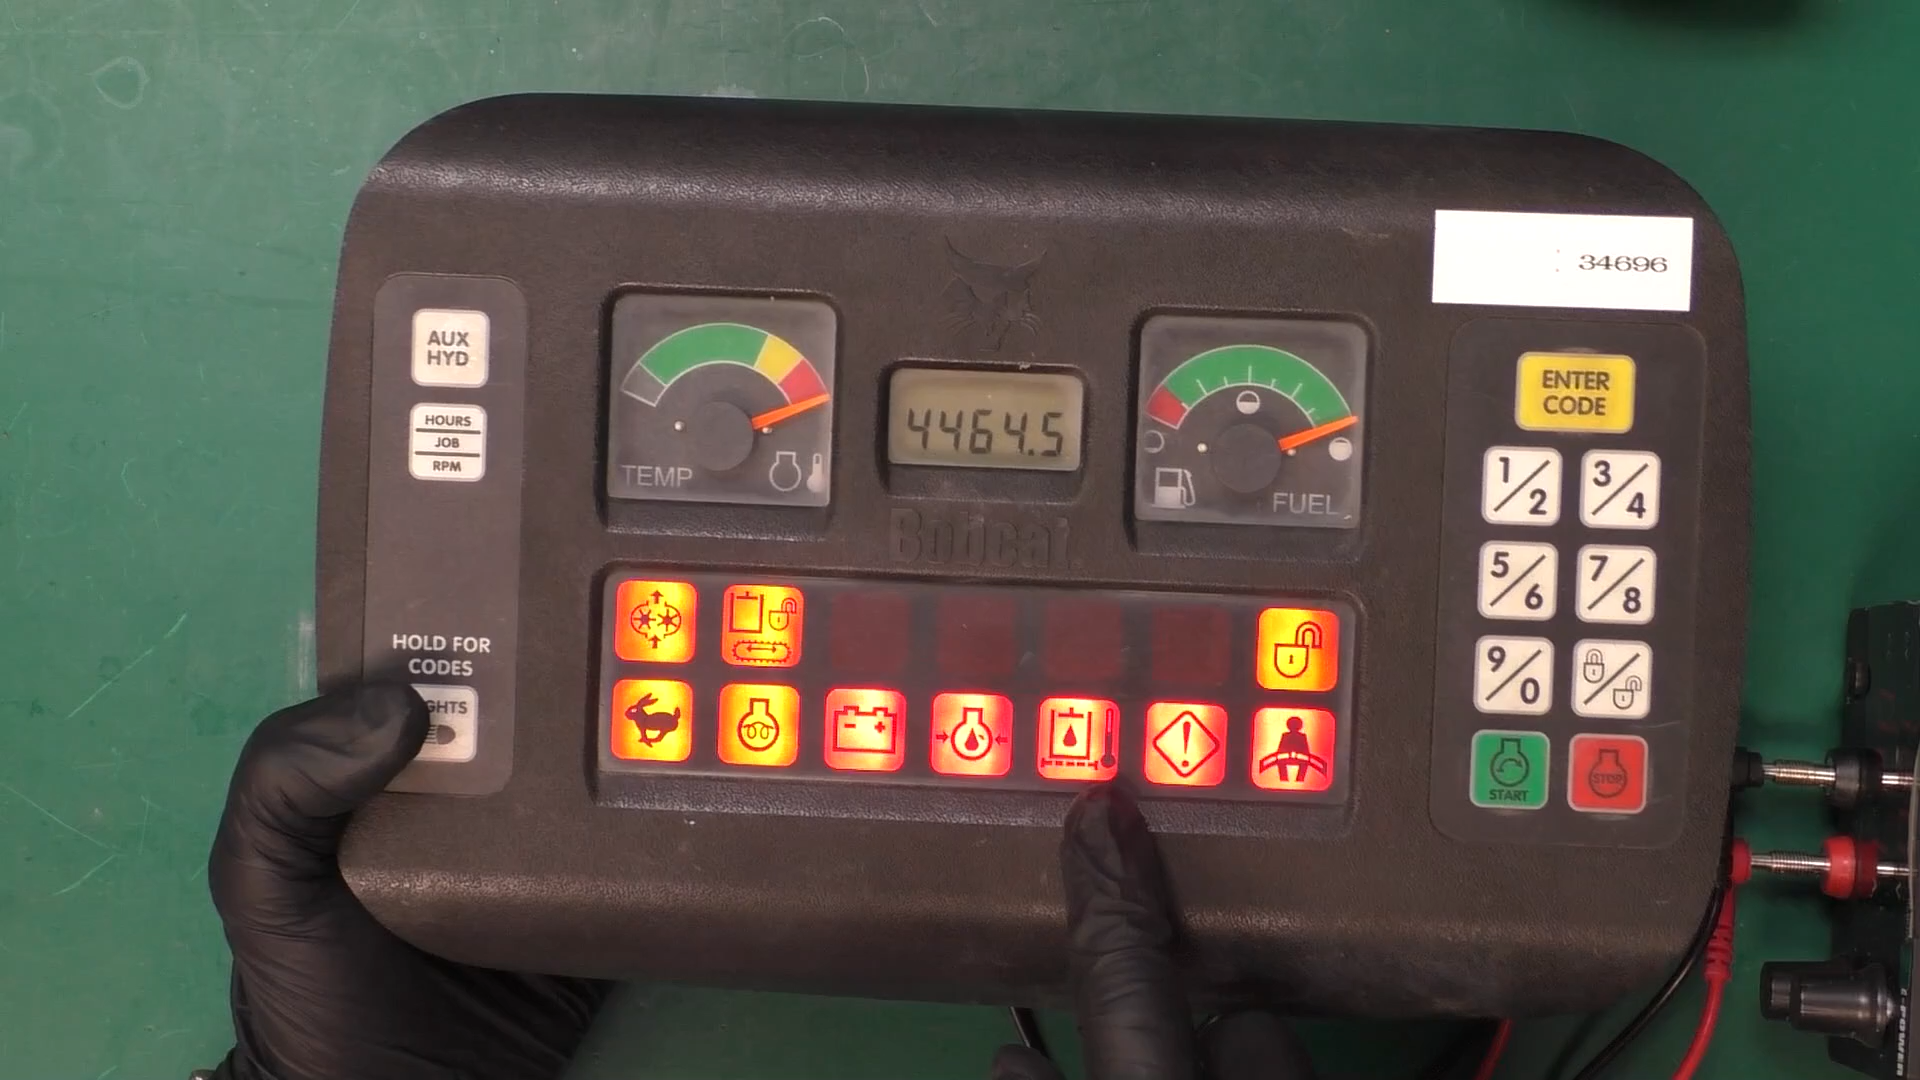 34696
AUX
HYD
HOURS
JOB
RPM
TEMP
4464.5
Bobcat
FUEL
ENTER
CODE
1/2
3/4
5/6
7/8
9/0
START
STOP
HOLD FOR
CODES
GHTS